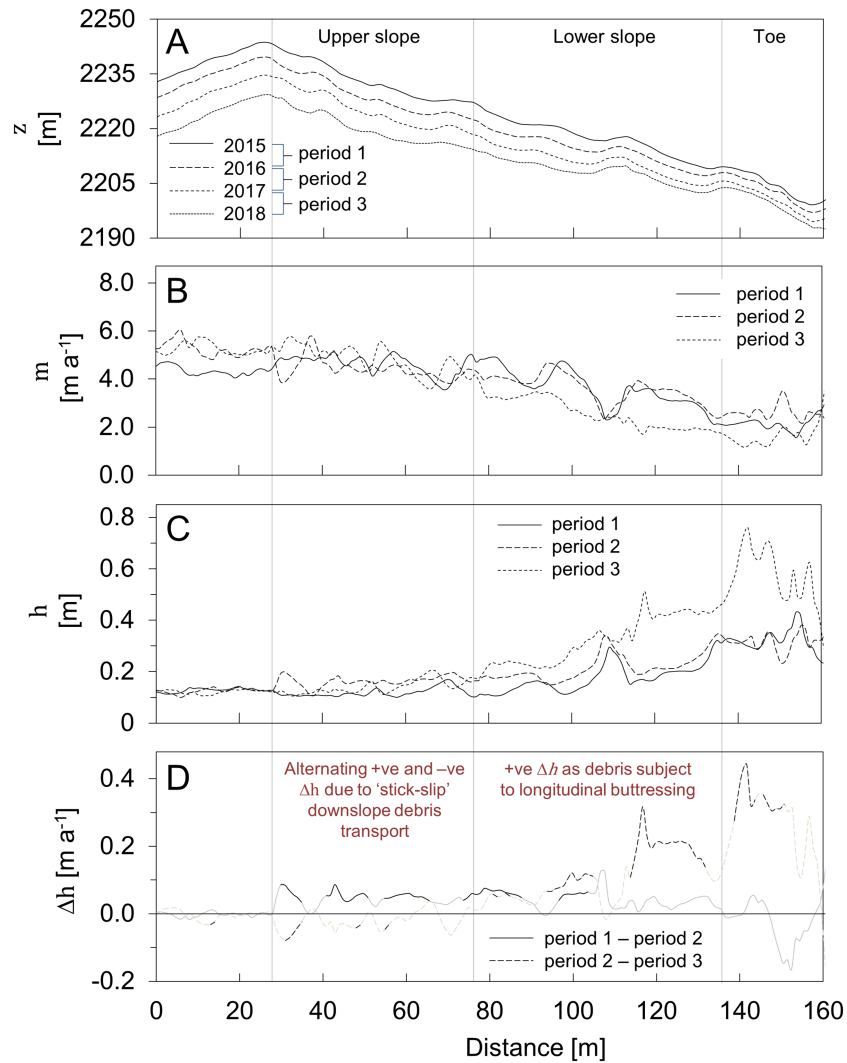 A
Upper slope
Lower slope
Toe
2250
2235
2220
2205
2190
z
[m]
2015
2016
2017
2018
period 1
period 2
period 3
B
8.0
6.0
4.0
2.0
0.0
m
[m a-1]
period 1
period 2
period 3
C
0.8
0.6
0.4
0.2
0
h
[m]
period 1
period 2
period 3
D
Alternating +ve and –ve
Δh due to ‘stick-slip’
downslope debris
transport
+ve Δh as debris subject
to longitudinal buttressing
0.4
0.2
0.0
-0.2
Δh [m a-1]
period 1 – period 2
period 2 – period 3
0 20 40 60 80 100 120 140 160
Distance [m]